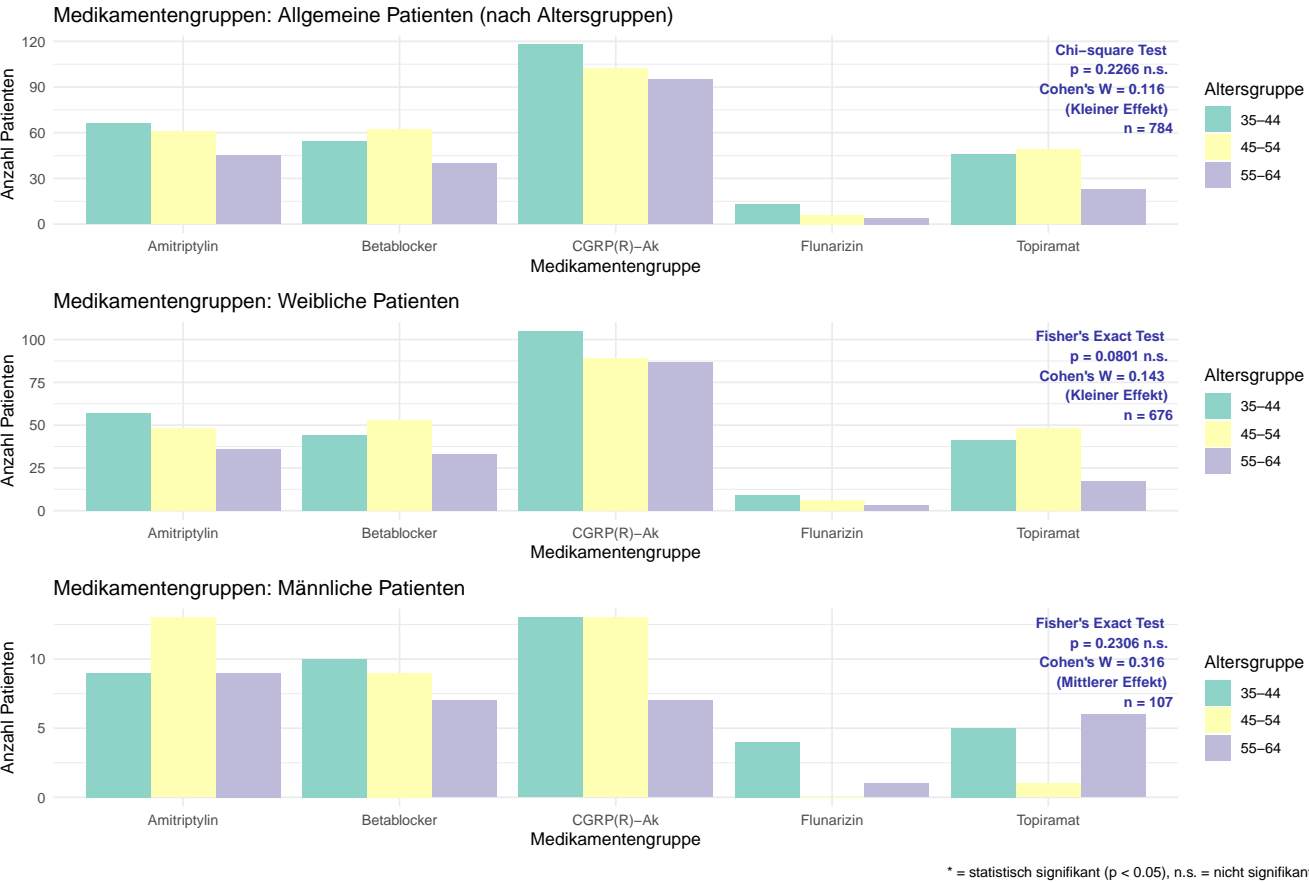 Medikamentengruppen: Allgemeine Patienten (nach Altersgruppen)
Anzahl Patienten
120
90
60
30
0
Chi−square Test
p = 0.2266 n.s.
Cohen's W = 0.116
(Kleiner Effekt)
n = 784
Altersgruppe
35−44
45−54
55−64
Amitriptylin Betablocker CGRP(R)−Ak Flunarizin Topiramat
Medikamentengruppe
Medikamentengruppen: Weibliche Patienten
Anzahl Patienten
100
75
50
25
0
Fisher's Exact Test
p = 0.0801 n.s.
Cohen's W = 0.143
(Kleiner Effekt)
n = 676
Altersgruppe
35−44
45−54
55−64
Amitriptylin Betablocker CGRP(R)−Ak Flunarizin Topiramat
Medikamentengruppe
Medikamentengruppen: Männliche Patienten
Anzahl Patienten
10
5
0
Fisher's Exact Test
p = 0.2306 n.s.
Cohen's W = 0.316
(Mittlerer Effekt)
n = 107
Altersgruppe
35−44
45−54
55−64
Amitriptylin Betablocker CGRP(R)−Ak Flunarizin Topiramat
Medikamentengruppe
* = statistisch signifikant (p < 0.05), n.s. = nicht signifikan